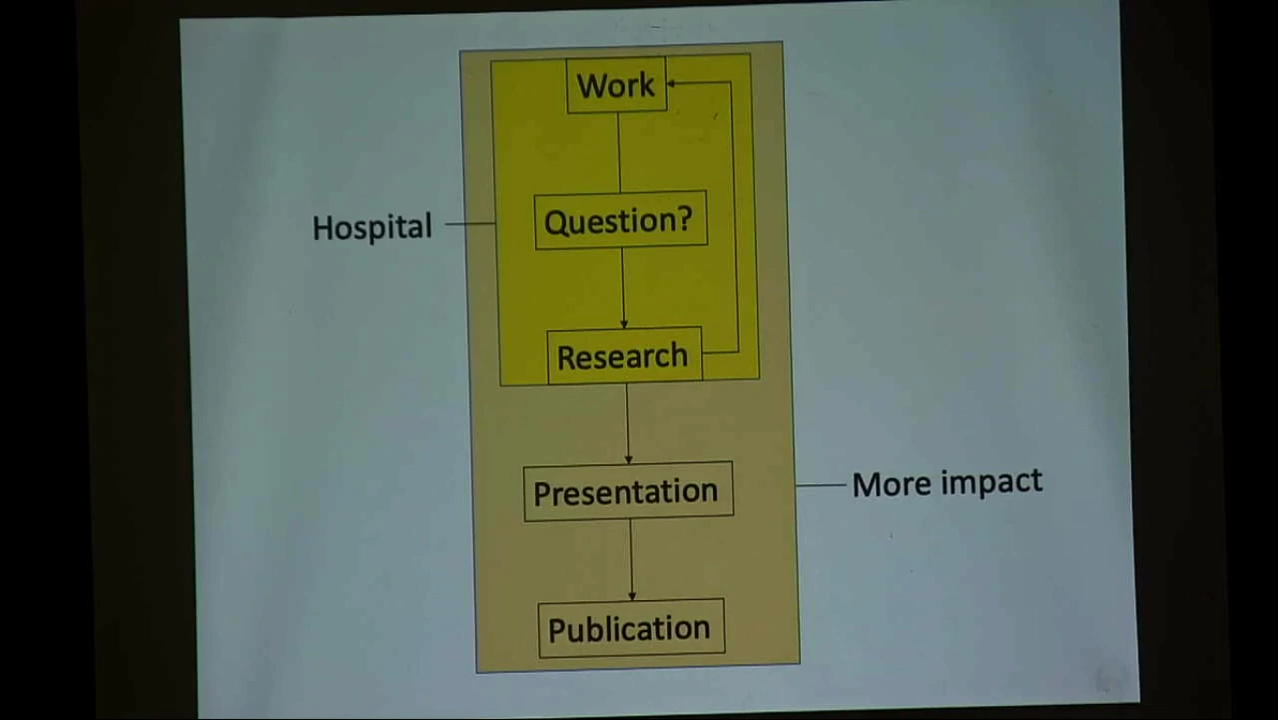 Work
Question?
Hospital
Research
Presentation
More impact
Publication